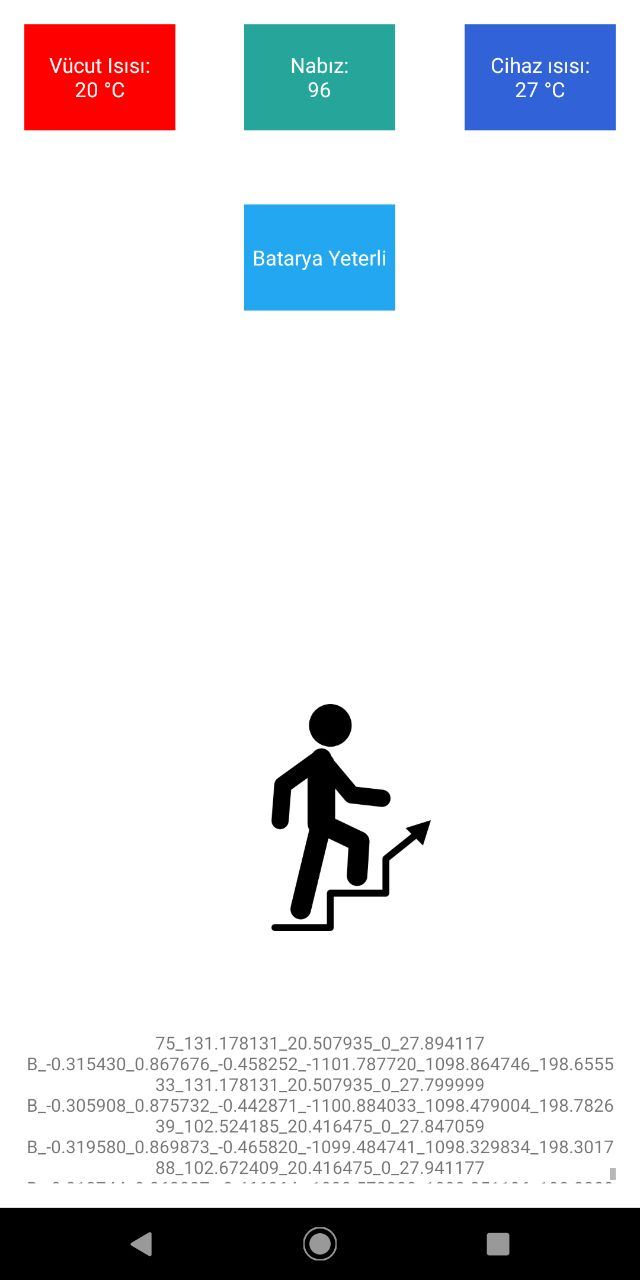 Vücut Isısı:
20 °C
Nabız:
96
Cihaz ısısı:
27 °C
Batarya Yeterli
75_131.178131_20.507935_0_27.894117
B_-0.315430_0.867676_-0.458252_-1101.787720_1098.864746_198.6555
33_131.178131_20.507935_0_27.799999
B_-0.305908_0.875732_-0.442871_-1100.884033_1098.479004_198.7826
39_102.524185_20.416475_0_27.847059
B_-0.319580_0.869873_-0.465820_-1099.484741_1098.329834_198.3017
88_102.672409_20.416475_0_27.941177